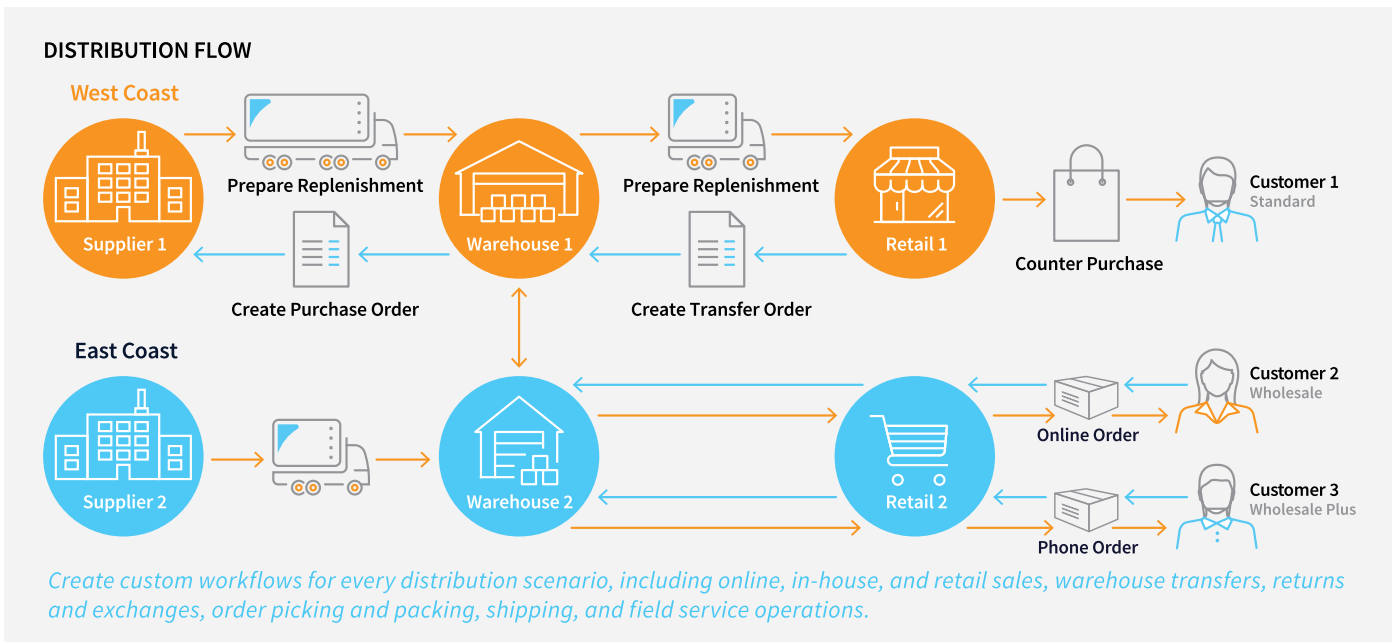 DISTRIBUTION FLOW
West Coast
Prepare Replenishment
Prepare Replenishment
Customer 1
Standard
Supplier 1
Warehouse 1
Retail 1
Counter Purchase
Create Purchase Order
Create Transfer Order
East Coast
Customer 2
Wholesale
Online Order
Supplier 2
Warehouse 2
Retail 2
Customer 3
Wholesale Plus
Phone Order
Create custom workflows for every distribution scenario, including online, in-house, and retail sales, warehouse transfers, returns
and exchanges, order picking and packing, shipping, and field service operations.